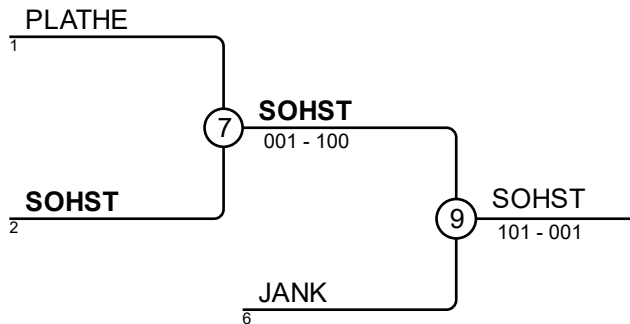 PLATHE
1
7
SOHST
001 - 100
SOHST
2
9
SOHST
101 - 001
JANK
6